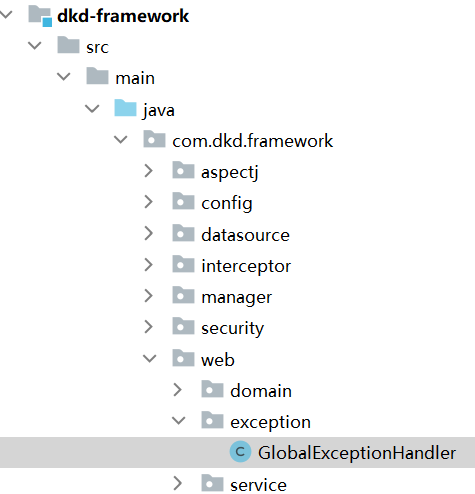 dkd-framework
src
main
java
com.dkd.framework
aspectj
config
datasource
interceptor
manager
security
web
domain
exception
C GlobalExceptionHandler
service